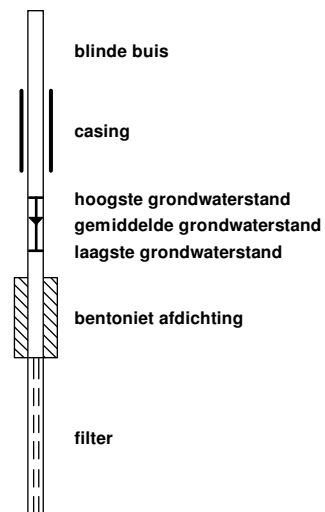 blinde buis
casing
hoogste grondwaterstand
gemiddelde grondwaterstand
laagste grondwaterstand
bentoniet afdichting
filter